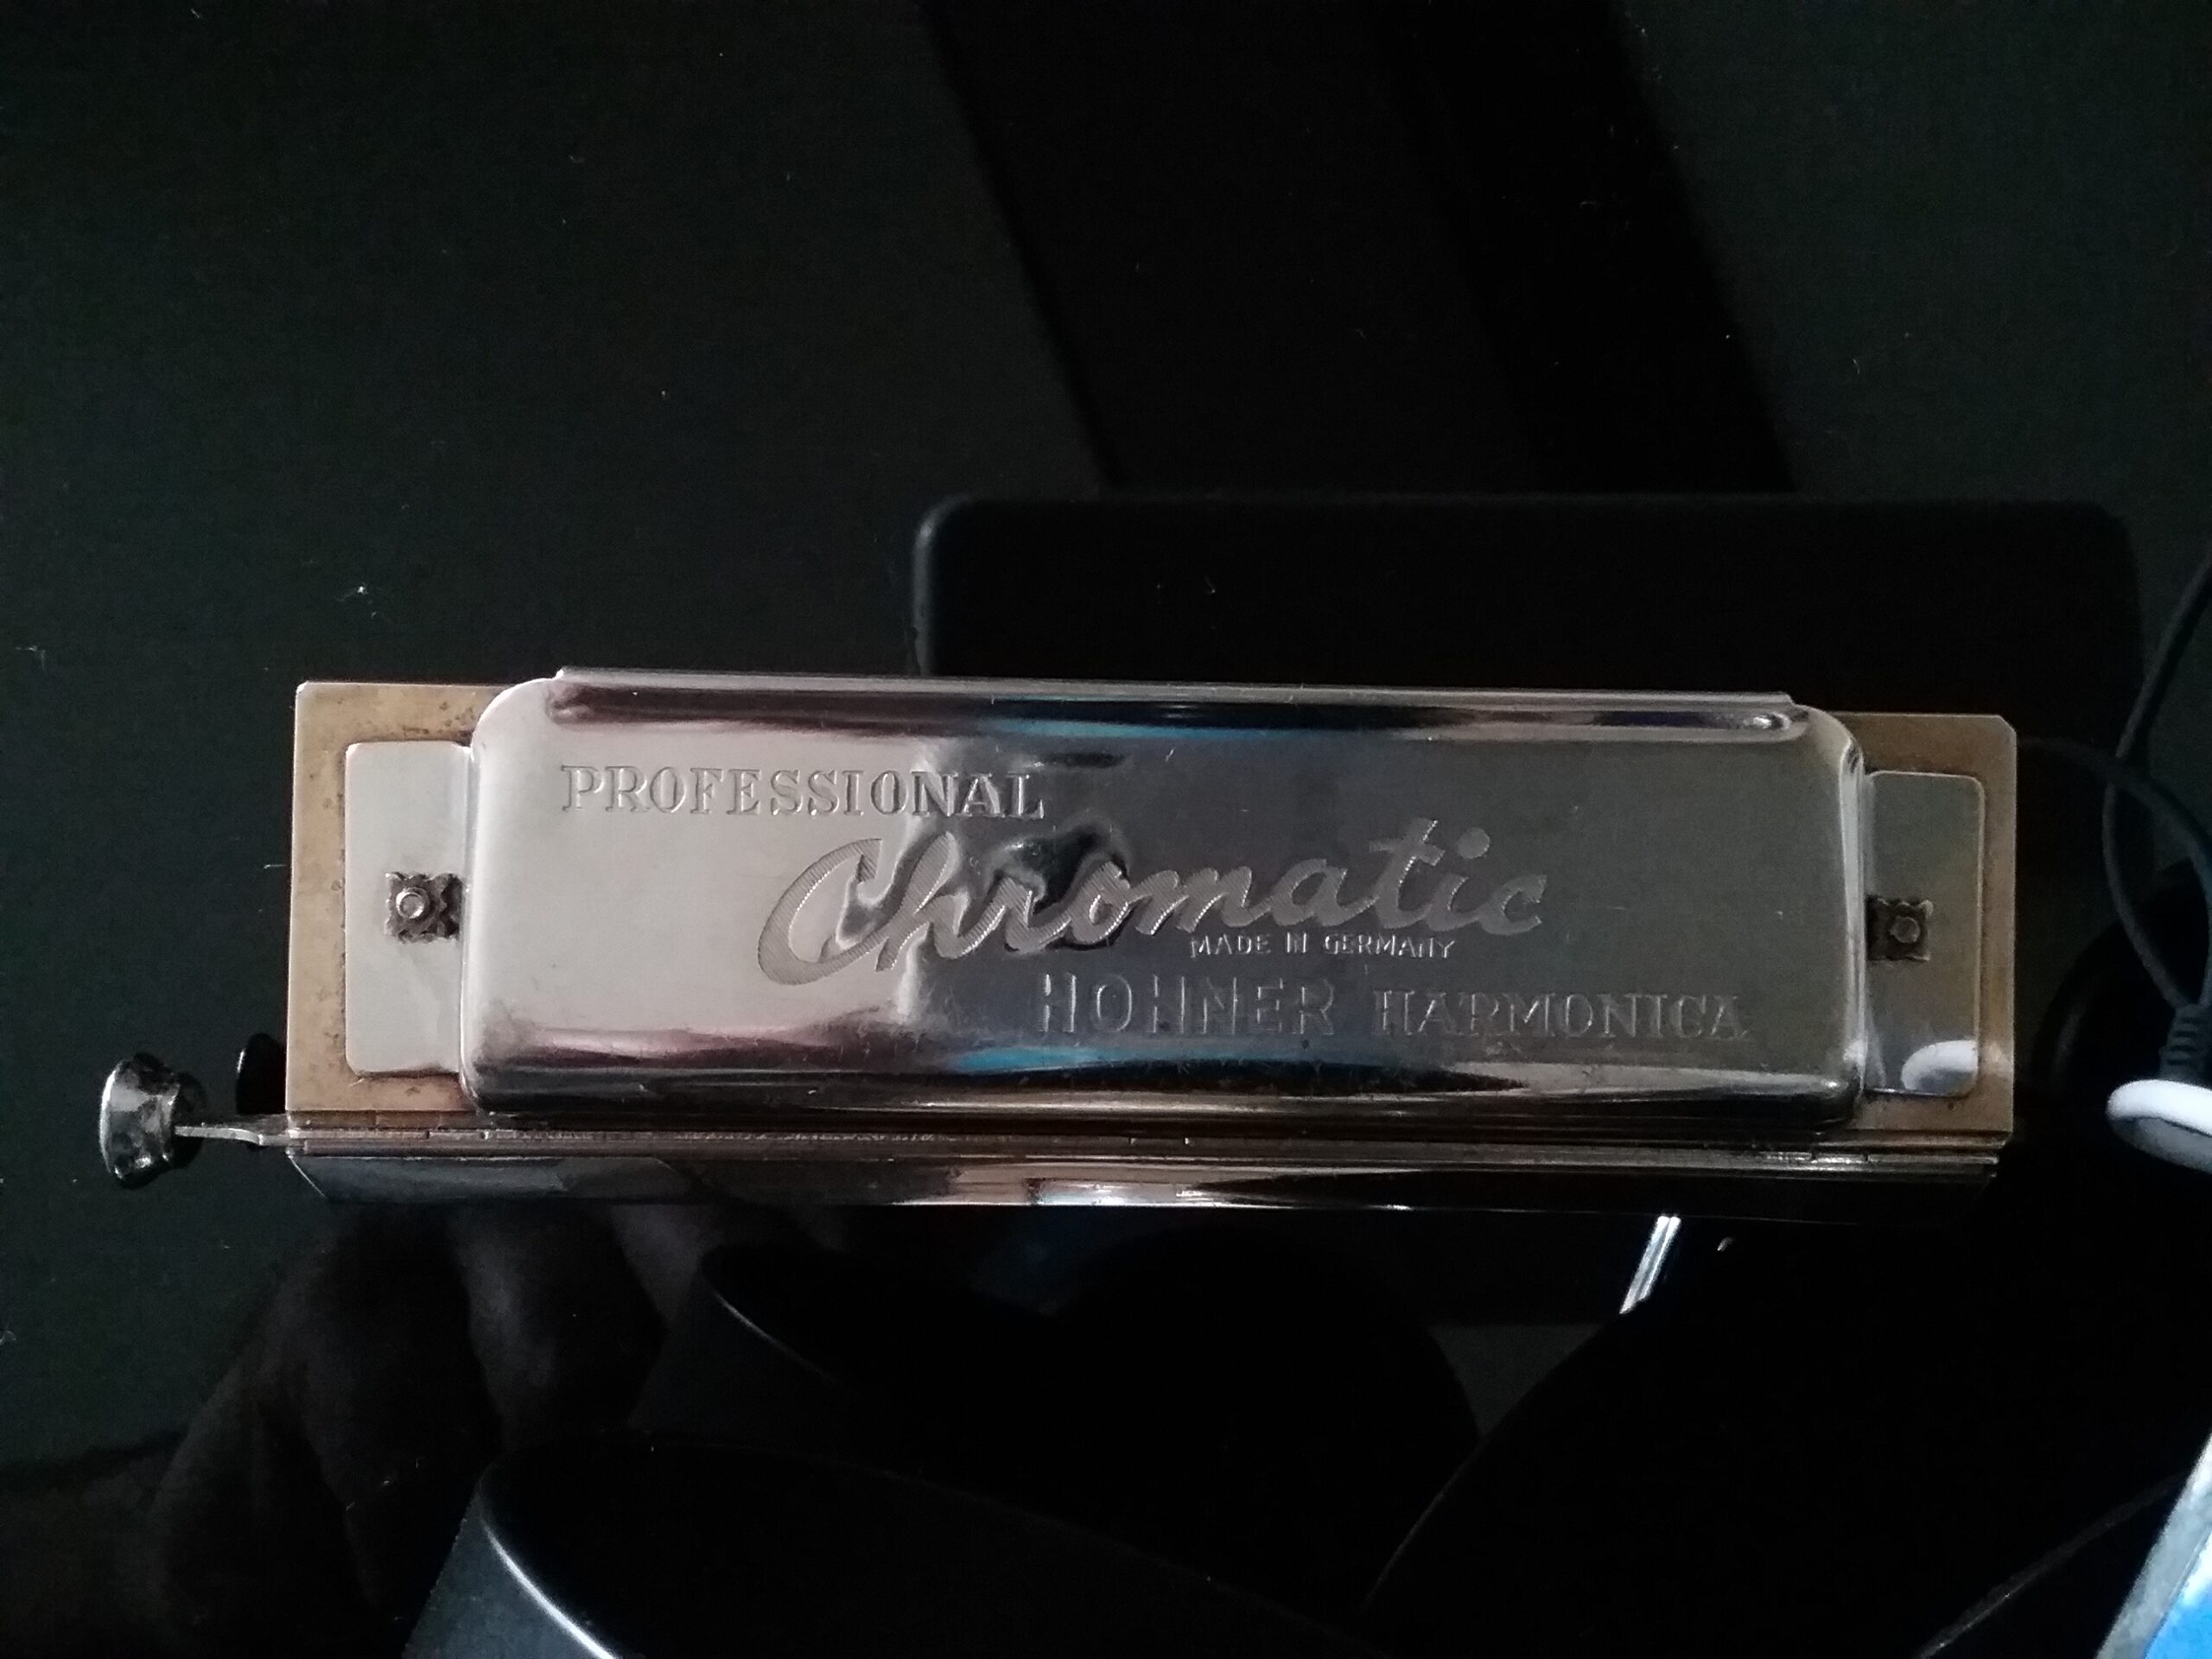 PROFESSIONAL
Chromatic
MADE IN GERMANY
HOHNER HARMONICA